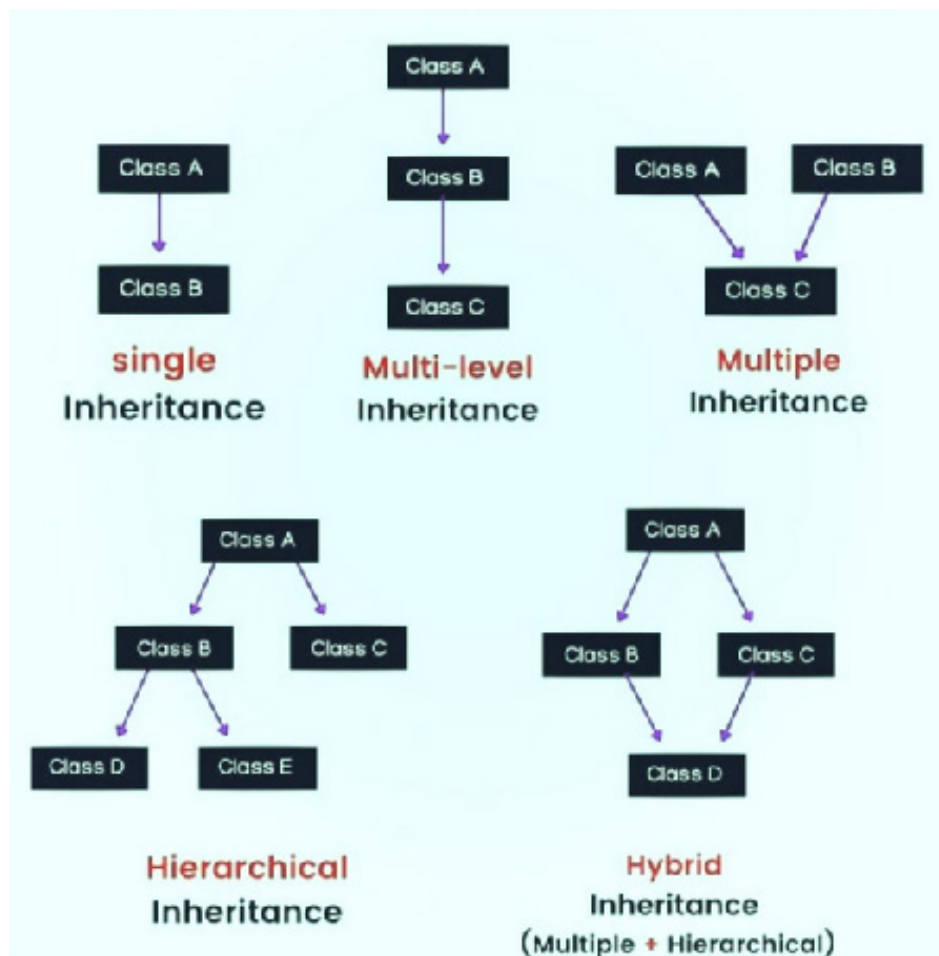 Class A
Class B
single
Inheritance
Class A
Class B
Class C
Multi-level
Inheritance
Class A
Class B
Class C
Multiple
Inheritance
Class A
Class B
Class C
Class D
Class E
Hierarchical
Inheritance
Class A
Class B
Class C
Class D
Hybrid
Inheritance
(Multiple + Hierarchical)